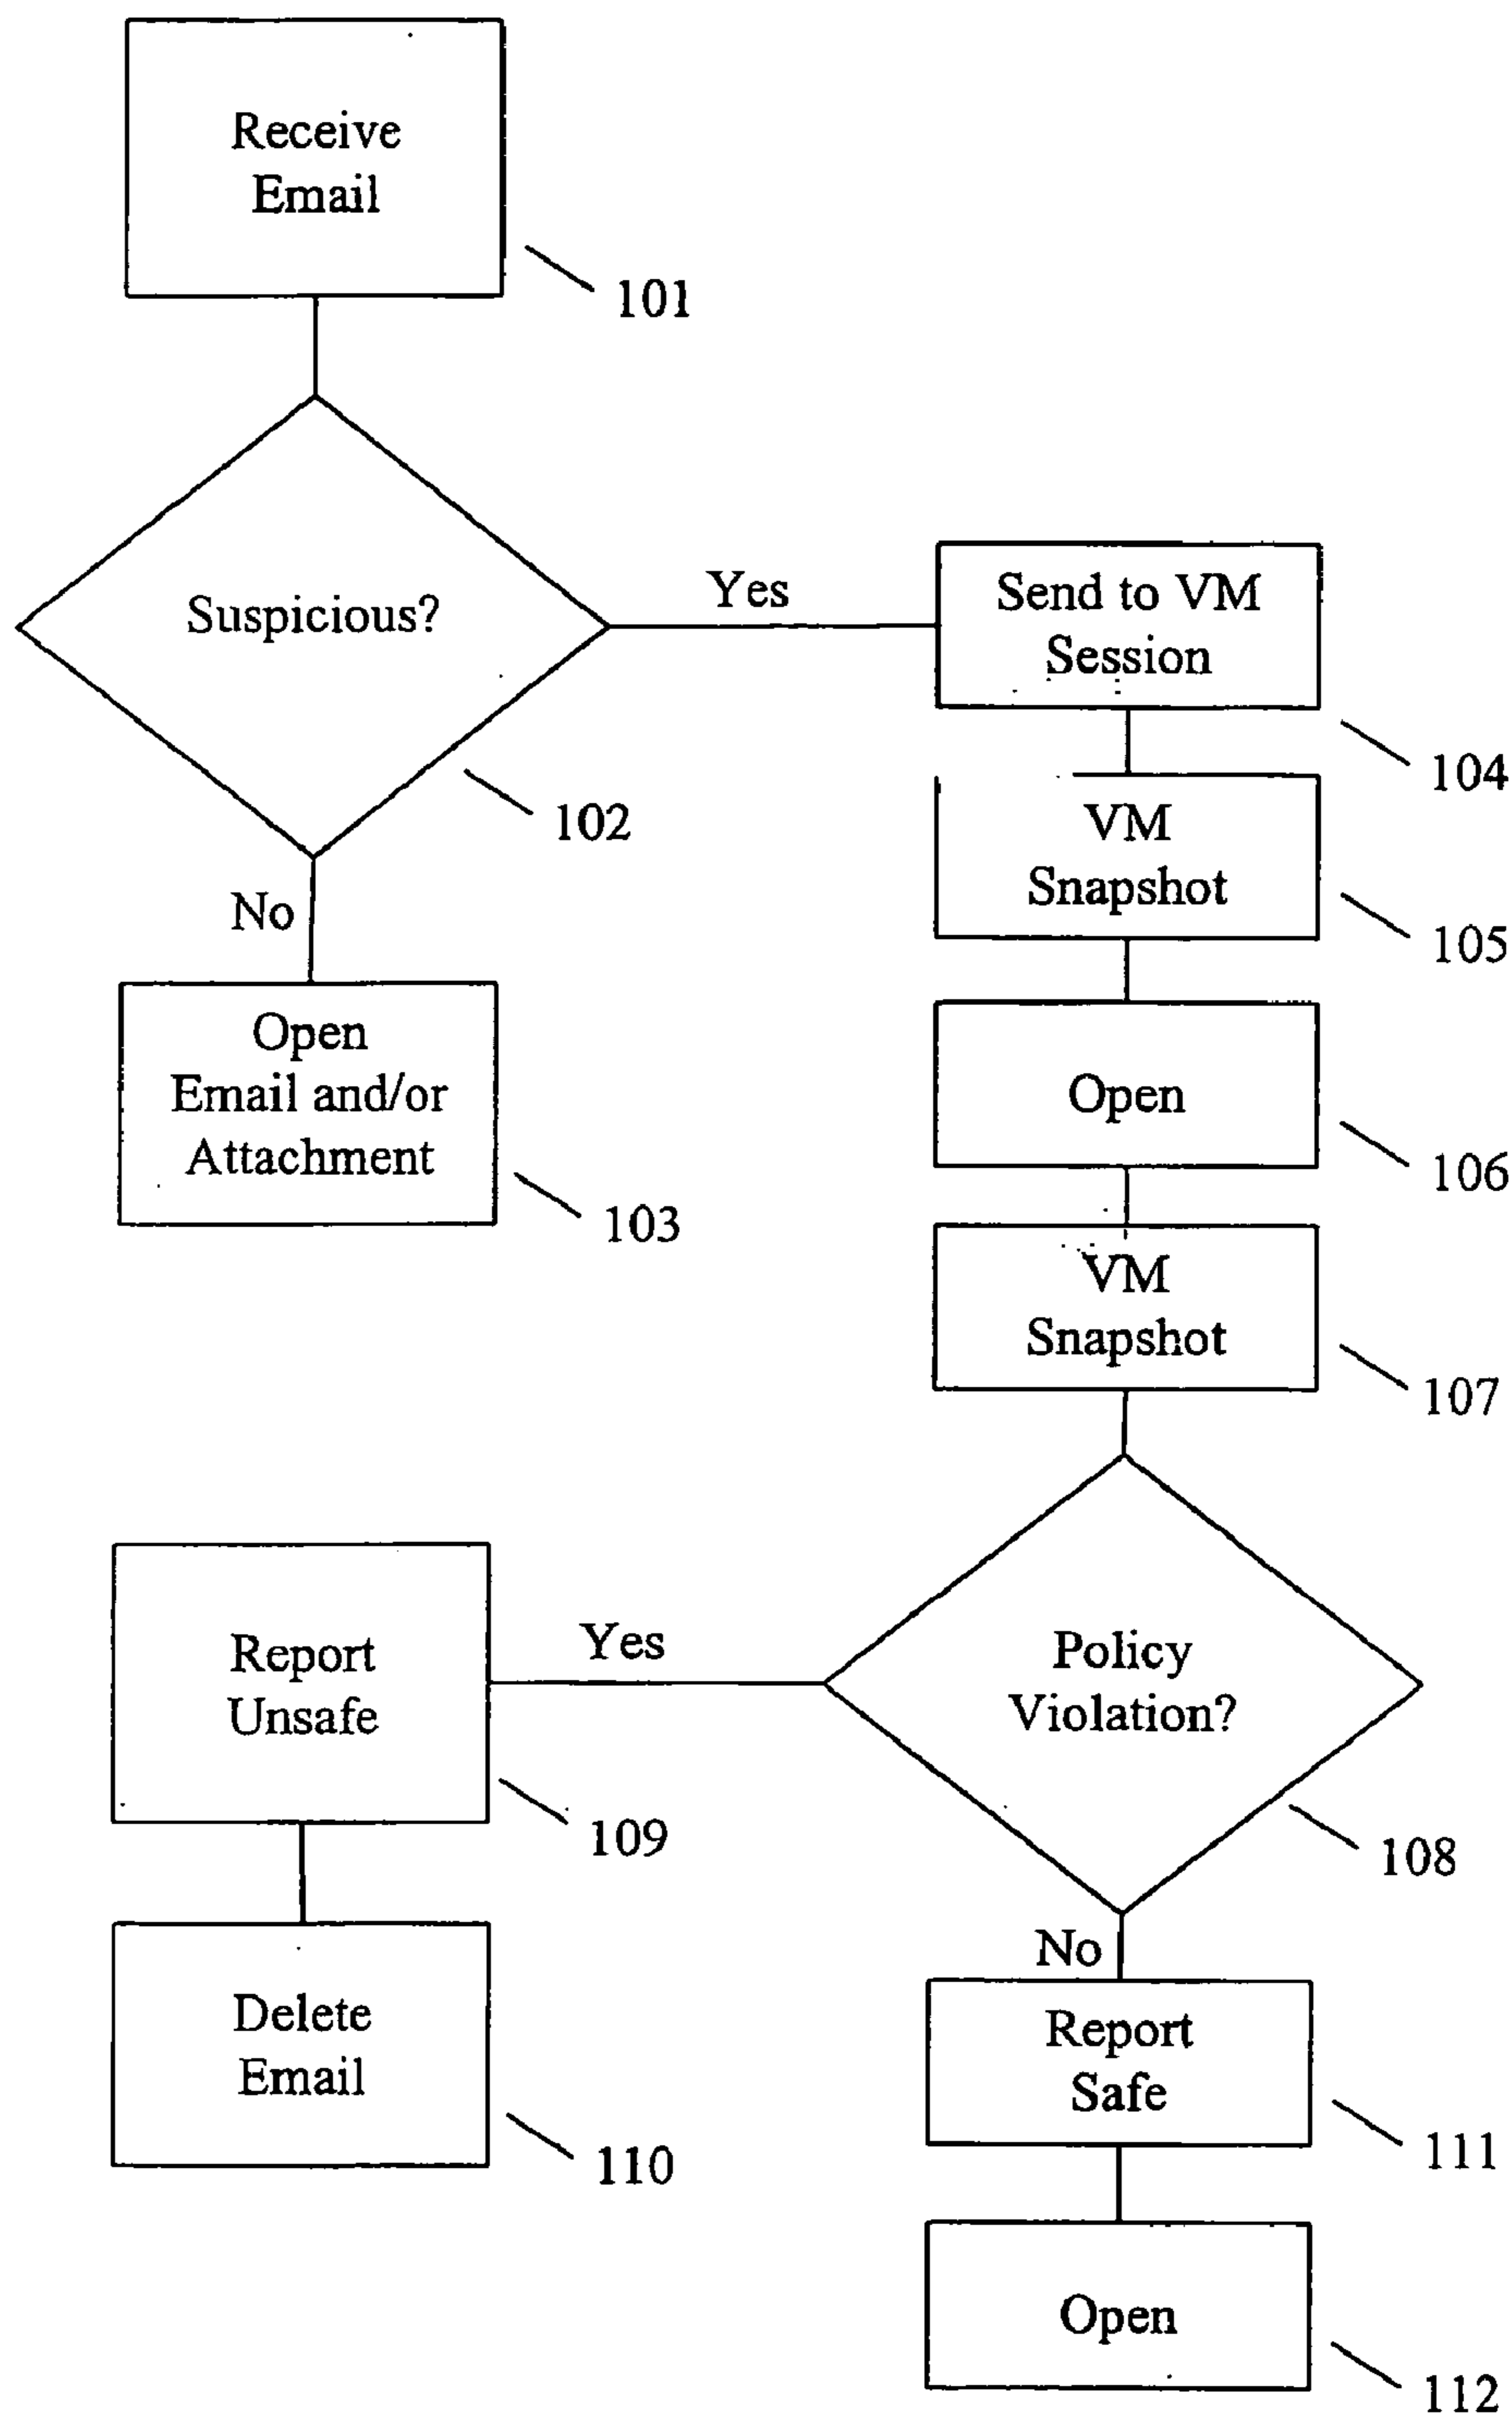 Receive
Email
101
Suspicious?
Yes
102
No
Open
Email and/or
Attachment
103
Send to VM
Session
104
VM
Snapshot
105
Open
106
VM
Snapshot
107
Policy
Violation?
108
Yes
Report
Unsafe
109
Delete
Email
110
No
Report
Safe
111
Open
112